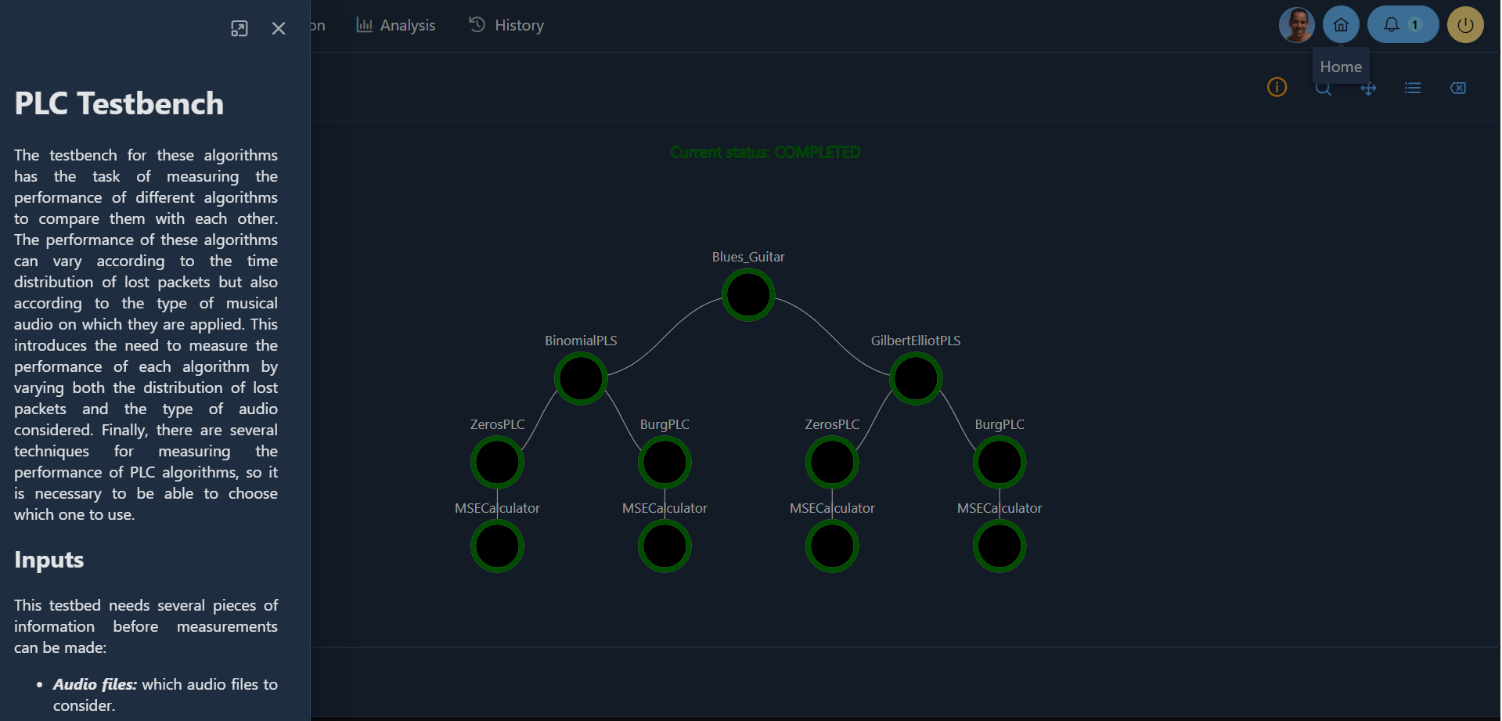 on
Analysis
History
1
Home
PLC Testbench
The testbench for these algorithms
has the task of measuring the
performance of different algorithms
to compare them with each other.
The performance of these algorithms
can vary according to the time
distribution of lost packets but also
according to the type of musical
audio on which they are applied. This
introduces the need to measure the
performance of each algorithm by
varying both the distribution of lost
packets and the type of audio
considered. Finally, there are several
techniques for measuring the
performance of PLC algorithms, so it
is necessary to be able to choose
which one to use.
Inputs
This testbed needs several pieces of
information before measurements
can be made:
• Audio files: which audio files to
consider.
Current status: COMPLETED
Blues_Guitar
BinomialPLS
GilbertElliotPLS
ZerosPLC
BurgPLC
ZerosPLC
BurgPLC
MSECalculator
MSECalculator
MSECalculator
MSECalculator